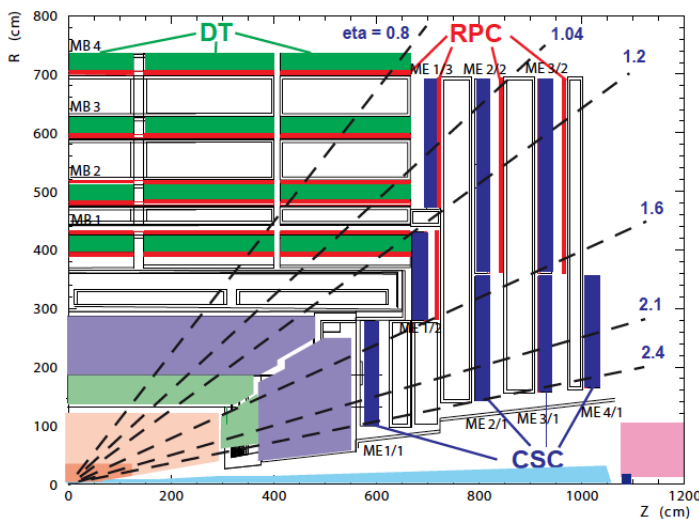 R (cm)
800
700
600
500
400
300
200
100
0
MB 4
MB 3
MB 2
MB 1
DT
eta = 0.8
RPC
1.04
1.2
1.6
2.1
2.4
ME 1/3
ME 2/2
ME 3/2
ME 1/2
ME 1/1
ME 2/1
ME 3/1
ME 4/1
CSC
0
200
400
600
800
1000
1200
Z (cm)